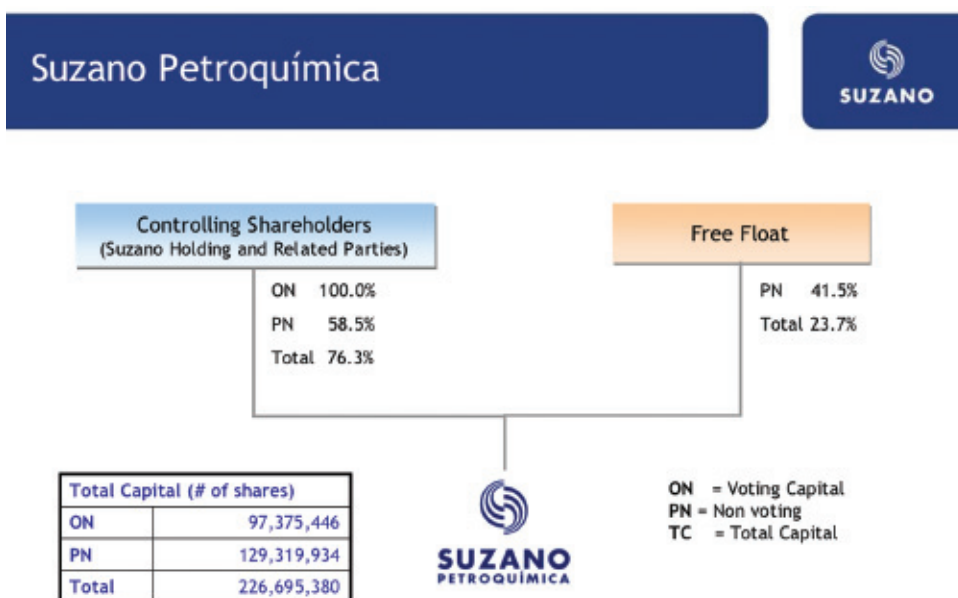 Suzano Petroquímica
SUZANO
Controlling Shareholders
(Suzano Holding and Related Parties)
ON 100.0%
PN 58.5%
Total 76.3%
Free Float
PN 41.5%
Total 23.7%
Total Capital (# of shares)
ON 97,375,446
PN 129,319,934
Total 226,695,380
SUZANO
PETROQUÍMICA
ON = Voting Capital
PN = Non voting
TC = Total Capital